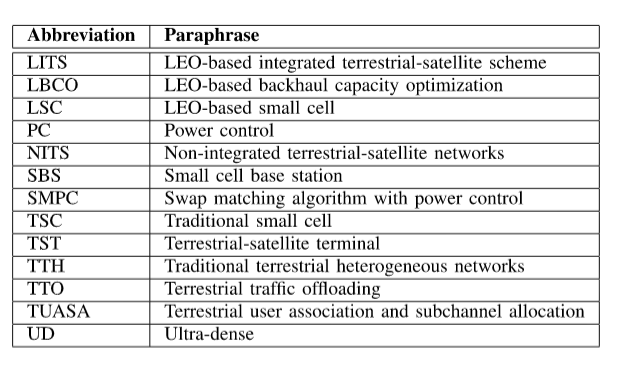 Abbreviation Paraphrase
LITS LEO-based integrated terrestrial-satellite scheme
LBCO LEO-based backhaul capacity optimization
LSC LEO-based small cell
PC Power control
NITS Non-integrated terrestrial-satellite networks
SBS Small cell base station
SMPC Swap matching algorithm with power control
TSC Traditional small cell
TST Terrestrial-satellite terminal
TTH Traditional terrestrial heterogeneous networks
TTO Terrestrial traffic offloading
TUASA Terrestrial user association and subchannel allocation
UD Ultra-dense